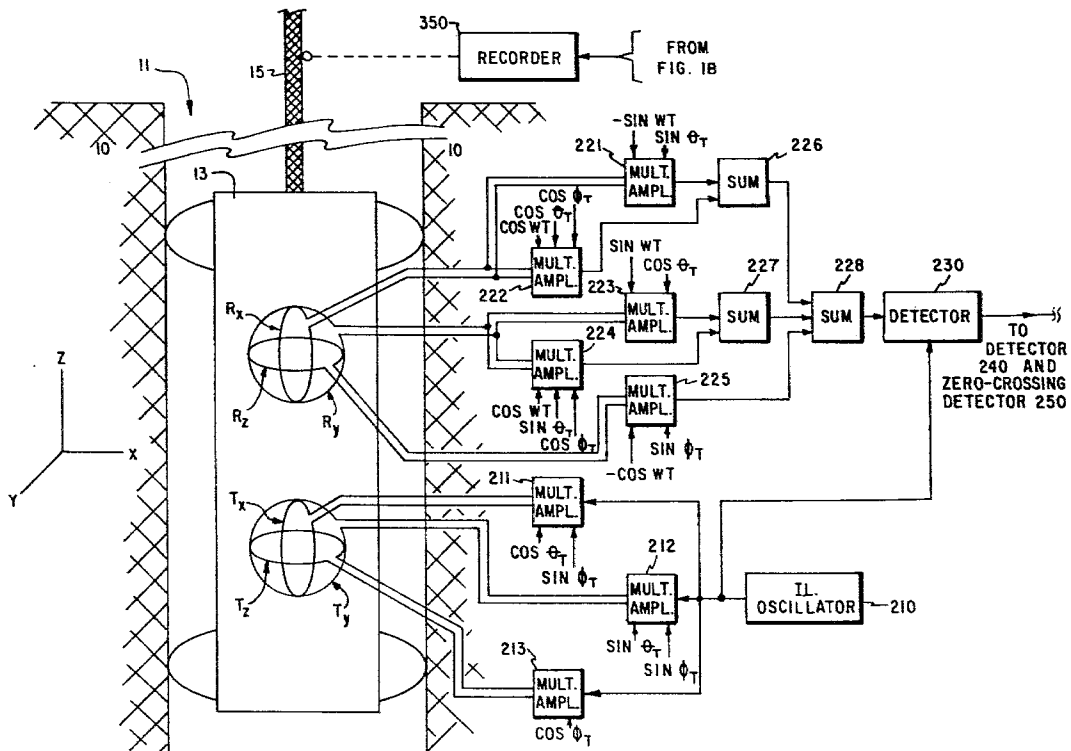 350
RECORDER
FROM
FIG. 1B
15
11
10
10
13
-SIN WT
SIN θT
221
MULT.
AMPL.
226
SUM
COS ϕT
COS θT
COS WT
MULT.
AMPL.
222
SIN WT
COS θT
223
MULT.
AMPL.
227
SUM
228
SUM
230
DETECTOR
TO
DETECTOR
240 AND
ZERO-CROSSING
DETECTOR 250
224
MULT.
AMPL.
COS WT
SIN θT
COS ϕT
225
MULT.
AMPL.
SIN ϕT
-COS WT
Rx
Rz
Ry
Z
X
Y
211
MULT.
AMPL.
COS θT
SIN ϕT
212
MULT.
AMPL.
SIN θT
SIN ϕT
I.L.
OSCILLATOR
210
Tx
Tz
Ty
213
MULT.
AMPL.
COS ϕT